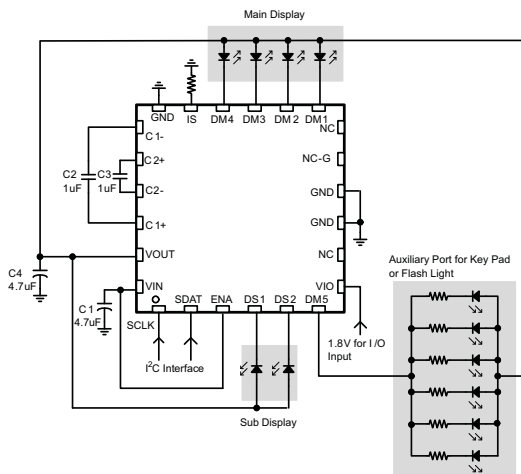 Main Display
GND
IS
DM4
DM3
DM2
DM1
C1-
NC
C2
1uF
C3
1uF
C2+
NC-G
C2-
GND
C1+
GND
VOUT
NC
Auxiliary Port for Key Pad
or Flash Light
C4
4.7uF
VIN
VIO
C1
4.7uF
SCLK
SDAT
ENA
DS1
DS2
DM5
I²C Interface
1.8V for I/O
Input
Sub Display